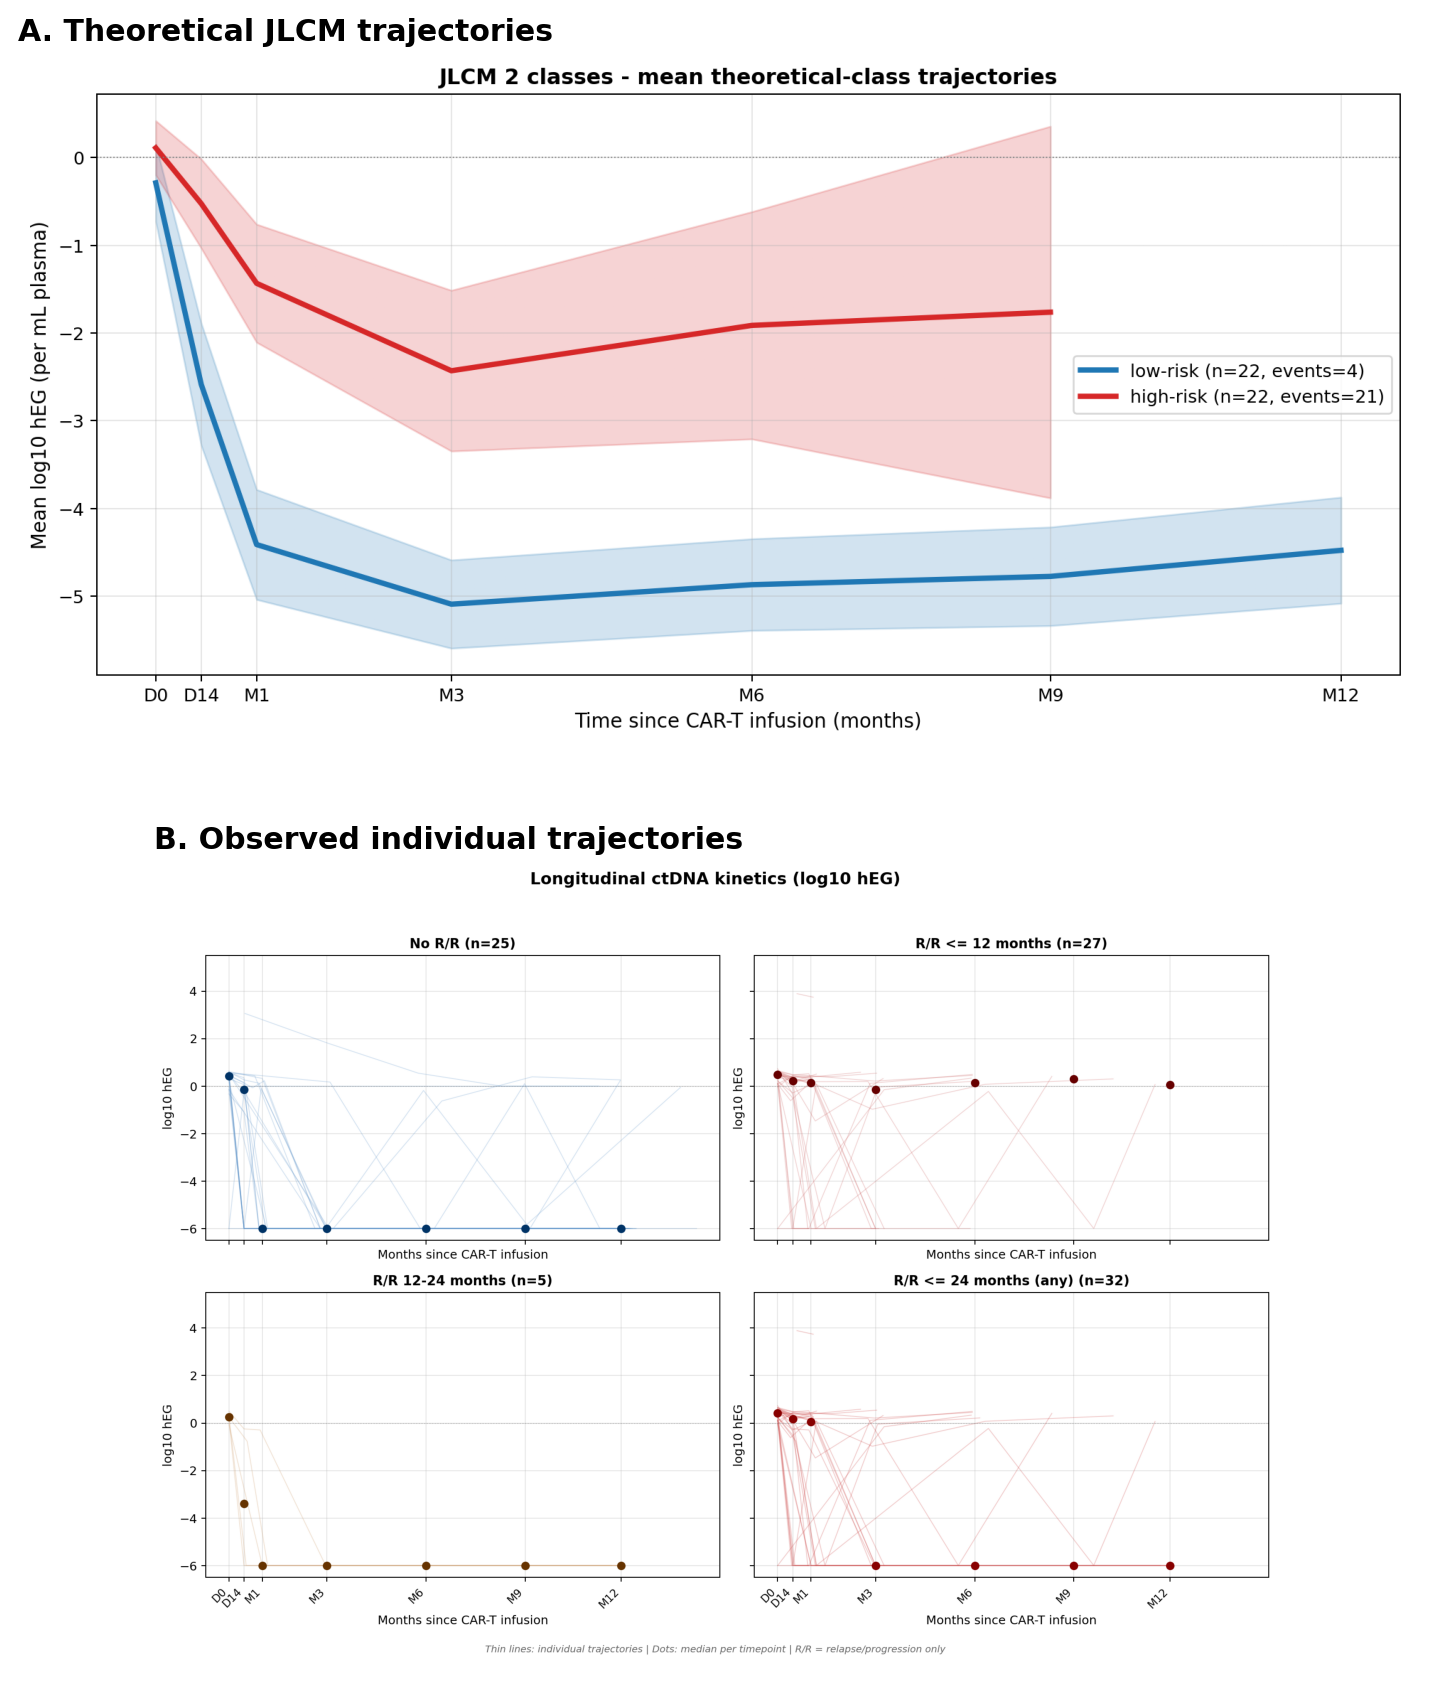 A. Theoretical JLCM trajectories
JLCM 2 classes - mean theoretical-class trajectories
Mean log10 hEG (per mL plasma)
0
−1
−2
−3
−4
−5
low-risk (n=22, events=4)
high-risk (n=22, events=21)
D0 D14 M1 M3 M6 M9 M12
Time since CAR-T infusion (months)
B. Observed individual trajectories
Longitudinal ctDNA kinetics (log10 hEG)
No R/R (n=25)
log10 hEG
4
2
0
−2
−4
−6
Months since CAR-T infusion
R/R <= 12 months (n=27)
log10 hEG
Months since CAR-T infusion
R/R 12-24 months (n=5)
log10 hEG
4
2
0
−2
−4
−6
D0 D14 M1 M3 M6 M9 M12
Months since CAR-T infusion
R/R <= 24 months (any) (n=32)
log10 hEG
D0 D14 M1 M3 M6 M9 M12
Months since CAR-T infusion
Thin lines: individual trajectories | Dots: median per timepoint | R/R = relapse/progression only